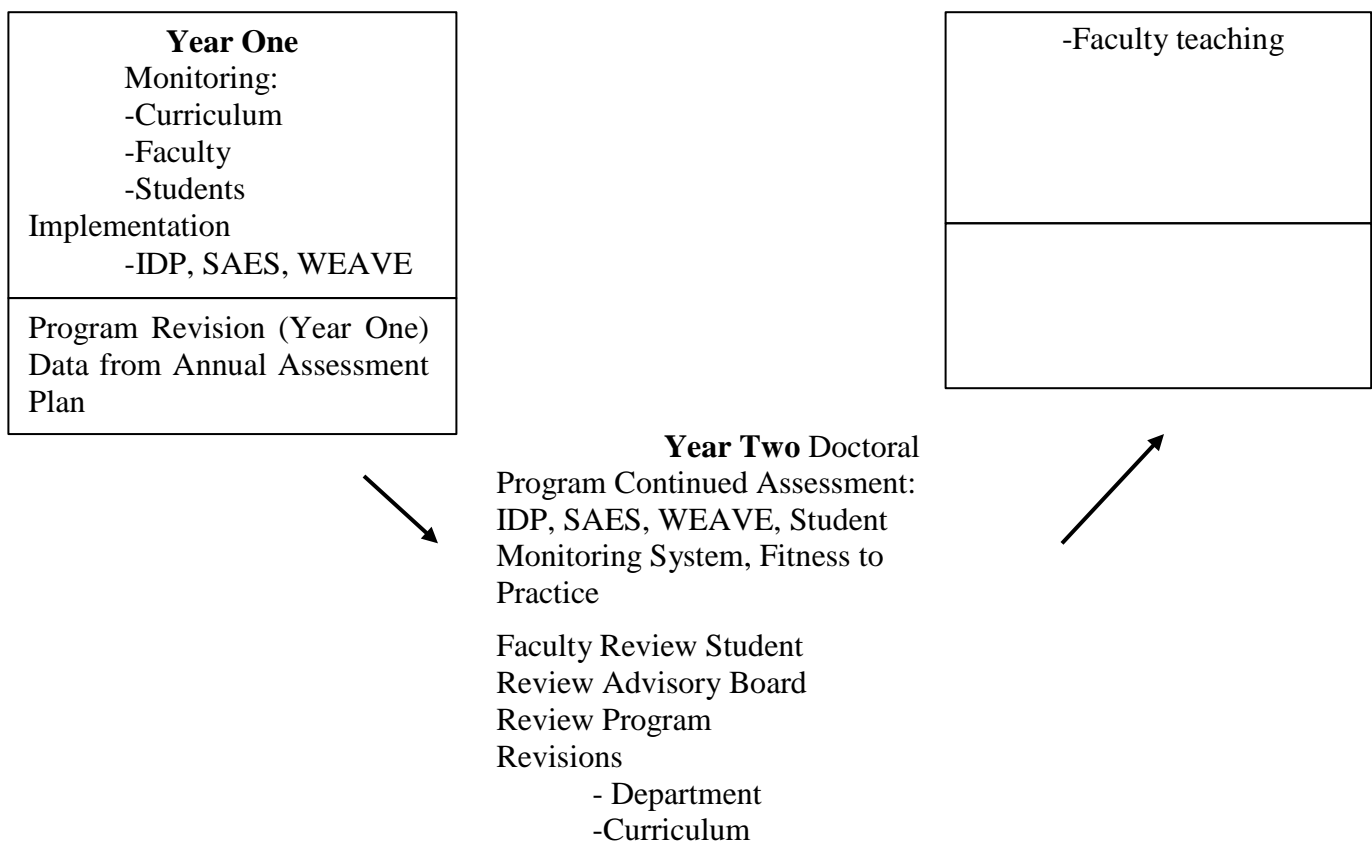 Year One
Monitoring:
-Curriculum
-Faculty
-Students
Implementation
-IDP, SAES, WEAVE
Program Revision (Year One)
Data from Annual Assessment
Plan
Year Two Doctoral
Program Continued Assessment:
IDP, SAES, WEAVE, Student
Monitoring System, Fitness to
Practice
Faculty Review Student
Review Advisory Board
Review Program
Revisions
- Department
-Curriculum
-Faculty teaching